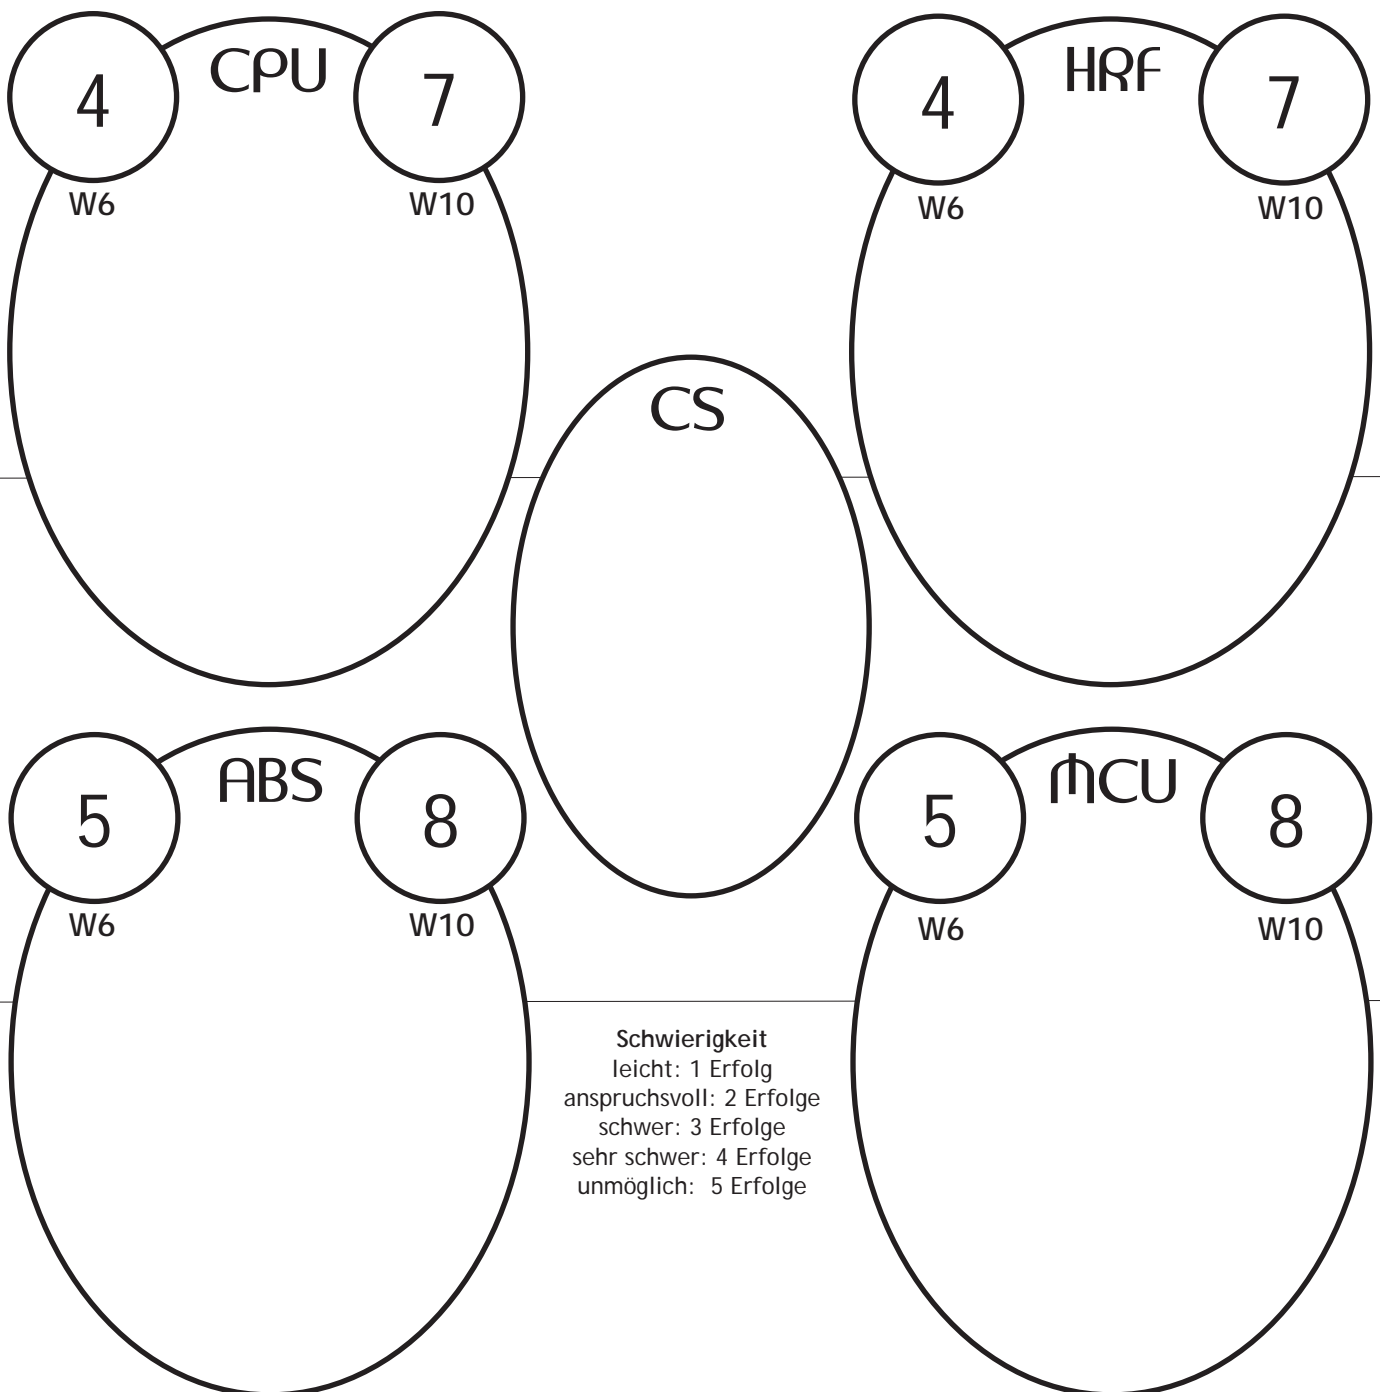 4 CPU 7
W6 W10
4 HRF 7
W6 W10
CS
5 ABS 8
W6 W10
5 MCU 8
W6 W10
Schwierigkeit
leicht: 1 Erfolg
anspruchsvoll: 2 Erfolge
schwer: 3 Erfolge
sehr schwer: 4 Erfolge
unmöglich: 5 Erfolge